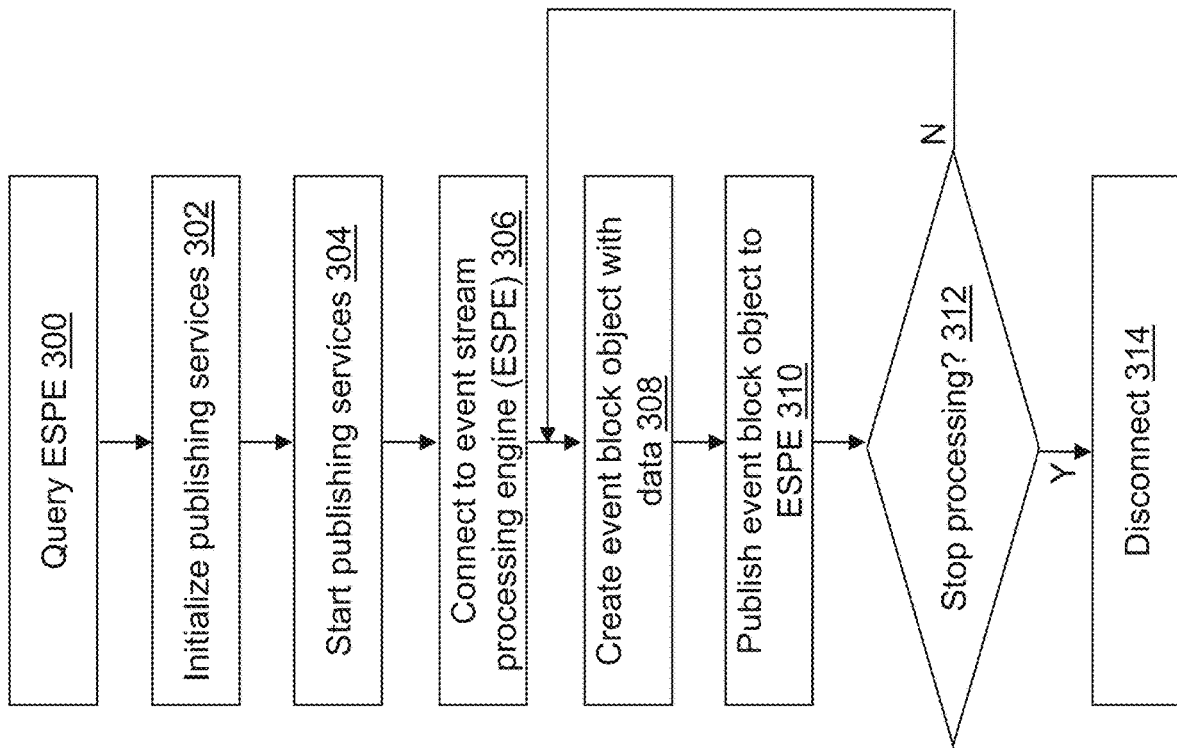 Query ESPE 300
Initialize publishing services 302
Start publishing services 304
Connect to event stream
processing engine (ESPE) 306
Create event block object with
data 308
Publish event block object to
ESPE 310
Stop processing? 312
N
Y
Disconnect 314